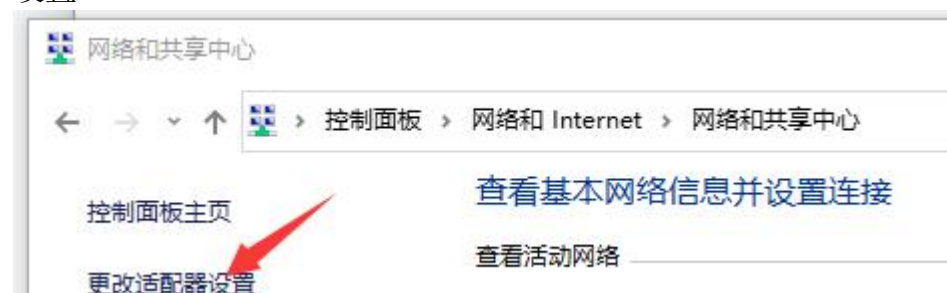 网络和共享中心
控制面板 › 网络和 Internet › 网络和共享中心
控制面板主页
查看基本网络信息并设置连接
查看活动网络
更改适配器设置